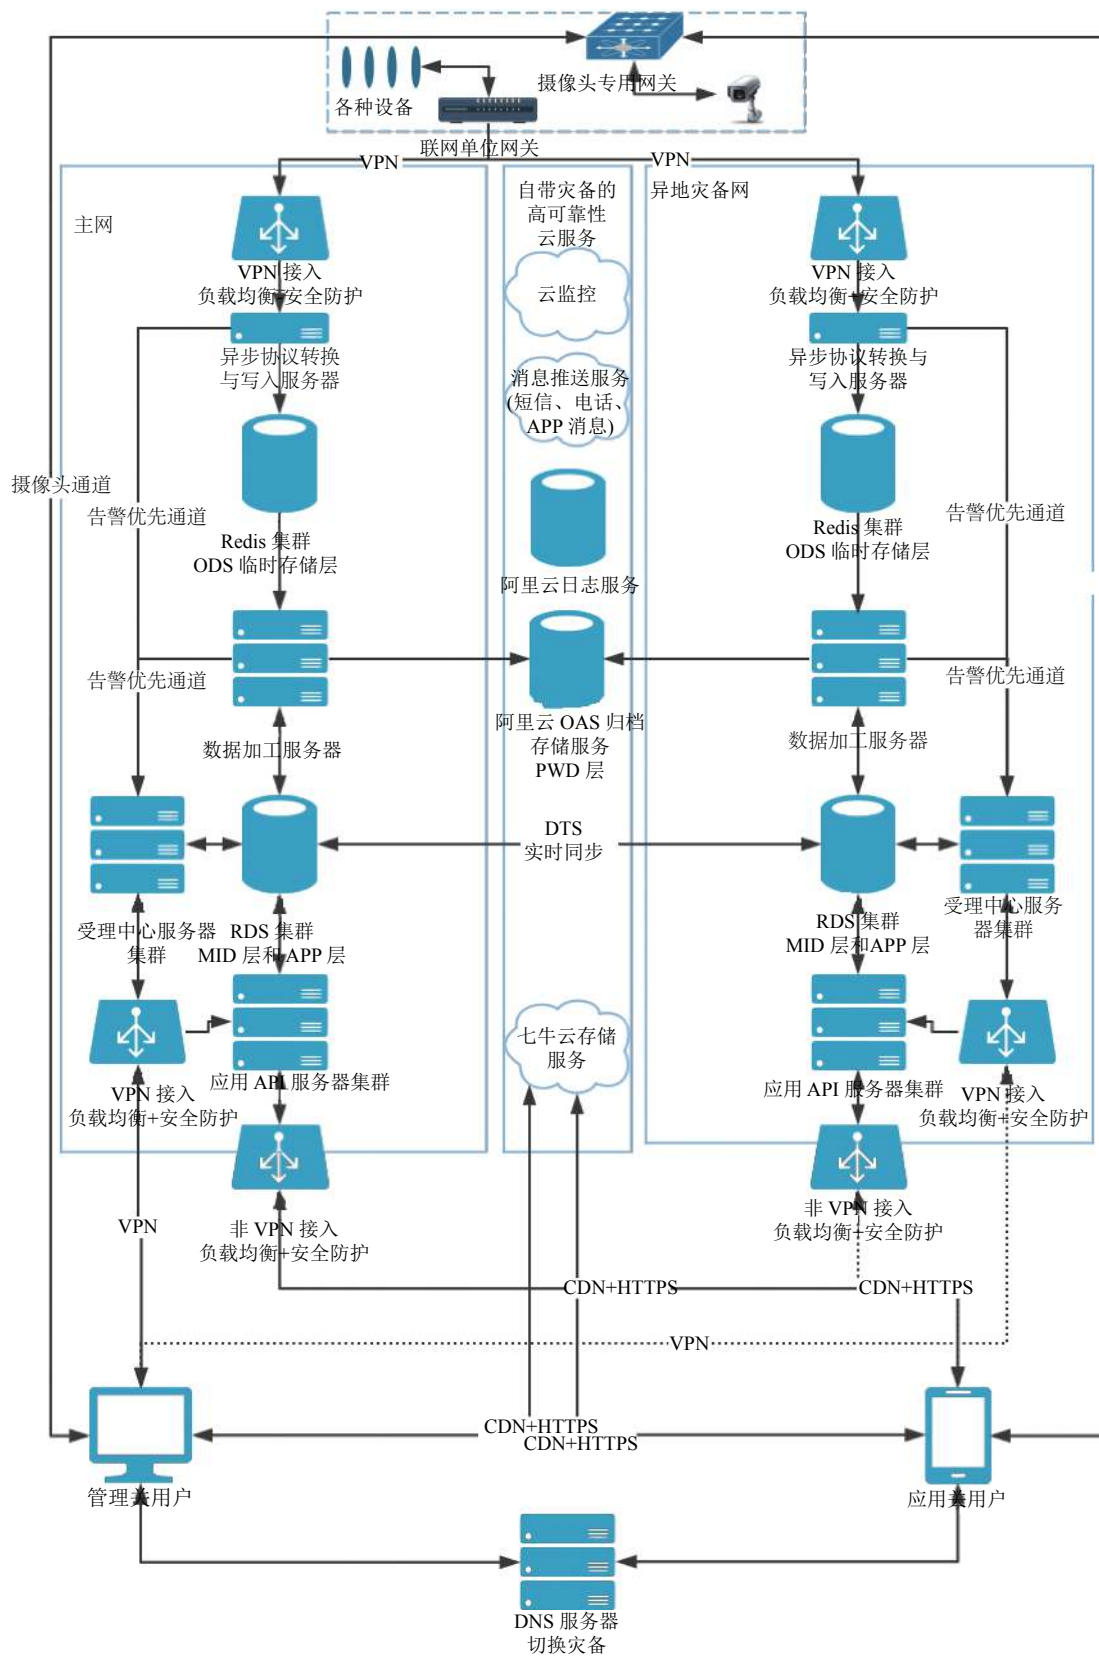 摄像头专用网关
各种设备
联网单位网关
VPN
VPN
主网
自带灾备的
高可靠性
云服务
异地灾备网
VPN 接入
负载均衡+安全防护
云监控
VPN 接入
负载均衡+安全防护
异步协议转换
与写入服务器
消息推送服务
(短信、电话、
APP 消息)
异步协议转换与
写入服务器
摄像头通道
告警优先通道
告警优先通道
Redis 集群
ODS 临时存储层
阿里云日志服务
Redis 集群
ODS 临时存储层
告警优先通道
告警优先通道
数据加工服务器
阿里云 OAS 归档
存储服务
PWD 层
数据加工服务器
DTS
实时同步
受理中心服务器
集群
RDS 集群
MID 层和 APP 层
RDS 集群
MID 层和APP 层
受理中心服务
器集群
七牛云存储
服务
应用 API 服务器集群
应用 API 服务器集群
VPN 接入
负载均衡+安全防护
VPN 接入
负载均衡+安全防护
VPN
非 VPN 接入
负载均衡+安全防护
非 VPN 接入
负载均衡+安全防护
CDN+HTTPS
CDN+HTTPS
VPN
CDN+HTTPS
CDN+HTTPS
管理并用户
应用并用户
DNS 服务器
切换灾备